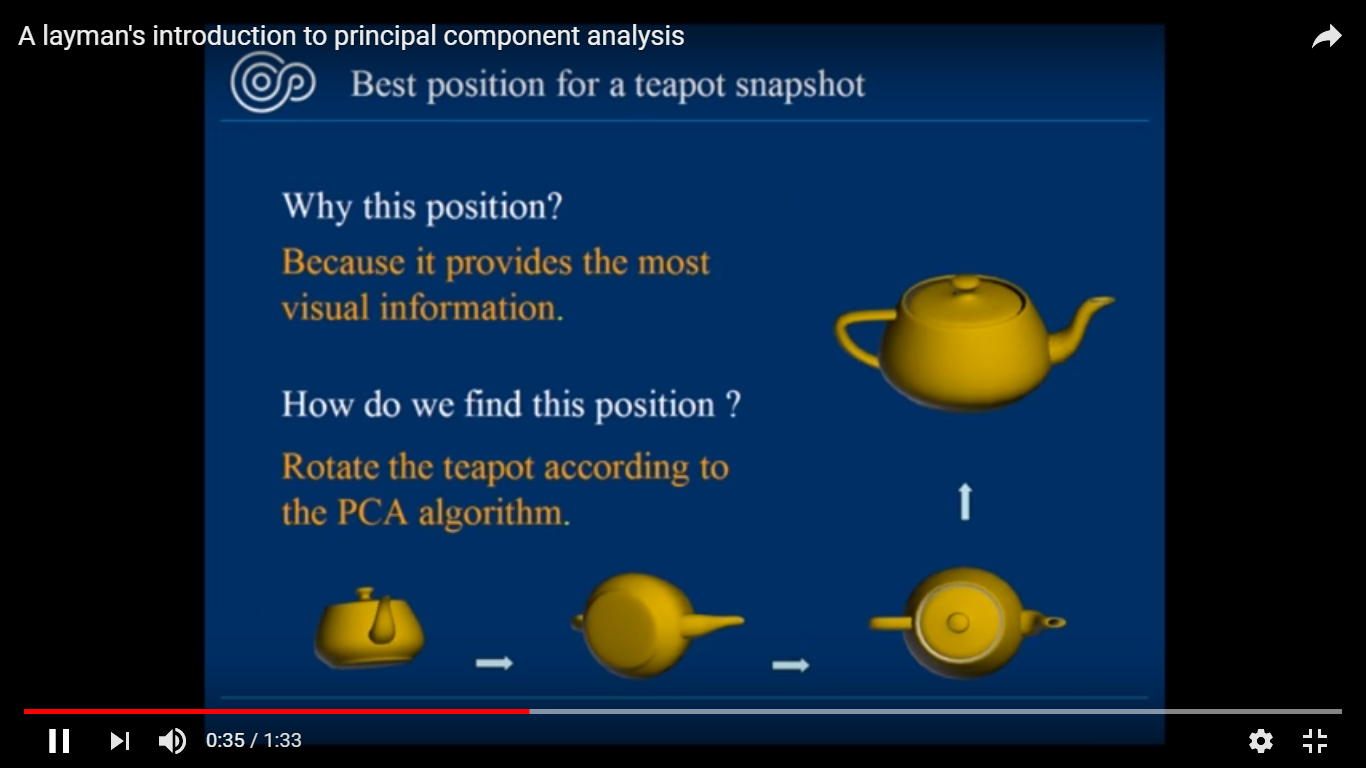 A layman's introduction to principal component analysis
Best position for a teapot snapshot
Why this position?
Because it provides the most
visual information.
How do we find this position ?
Rotate the teapot according to
the PCA algorithm.
0:35 / 1:33